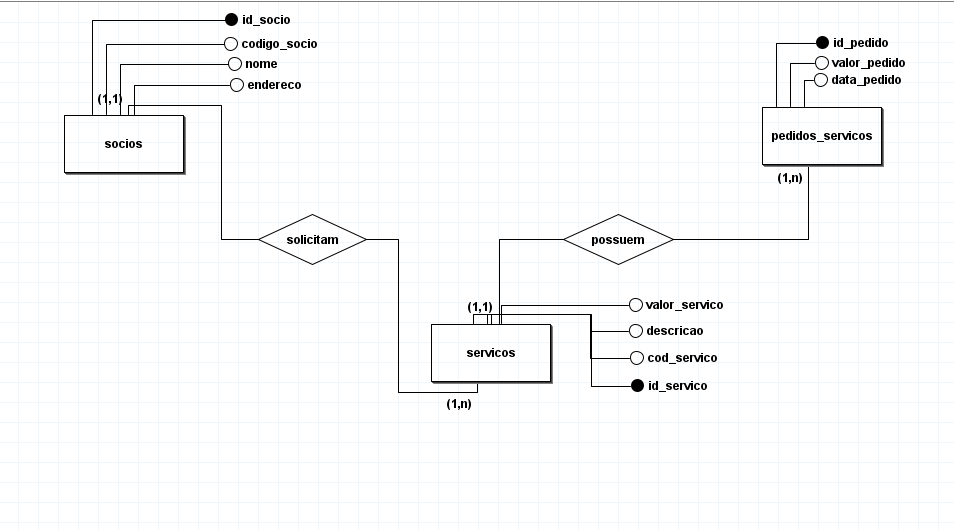 id_socio
codigo_socio
nome
endereco
(1,1)
socios
id_pedido
valor_pedido
data_pedido
pedidos_servicos
(1,n)
solicitam
possuem
(1,1)
valor_servico
descricao
cod_servico
id_servico
servicos
(1,n)